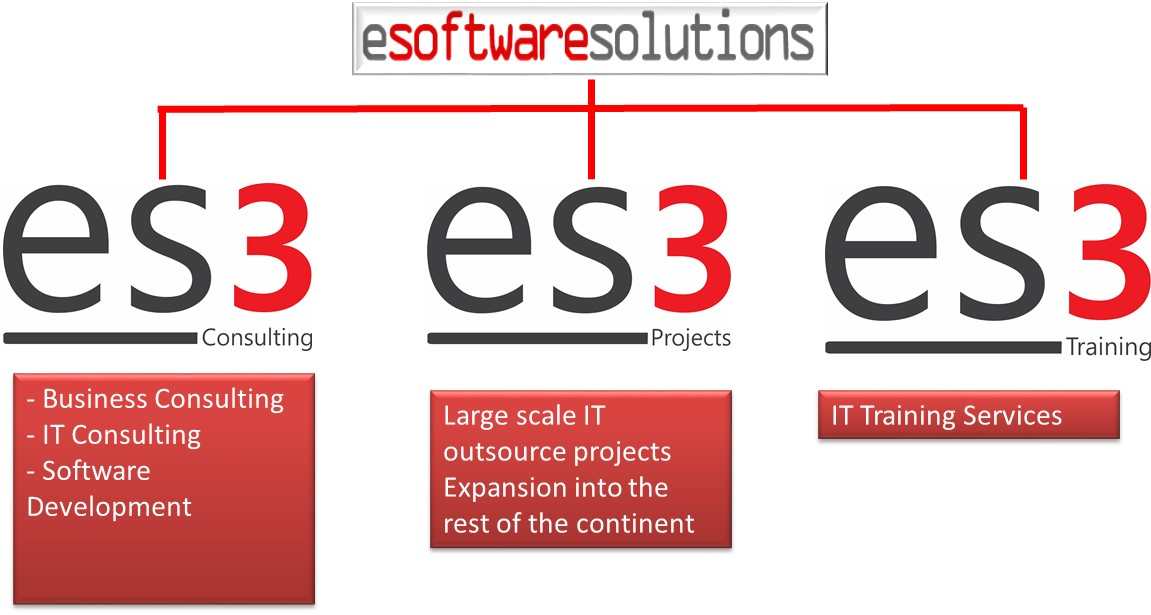 esoftwaresolutions
es3
Consulting
es3
Projects
es3
Training
- Business Consulting
- IT Consulting
- Software
Development
Large scale IT
outsource projects
Expansion into the
rest of the continent
IT Training Services